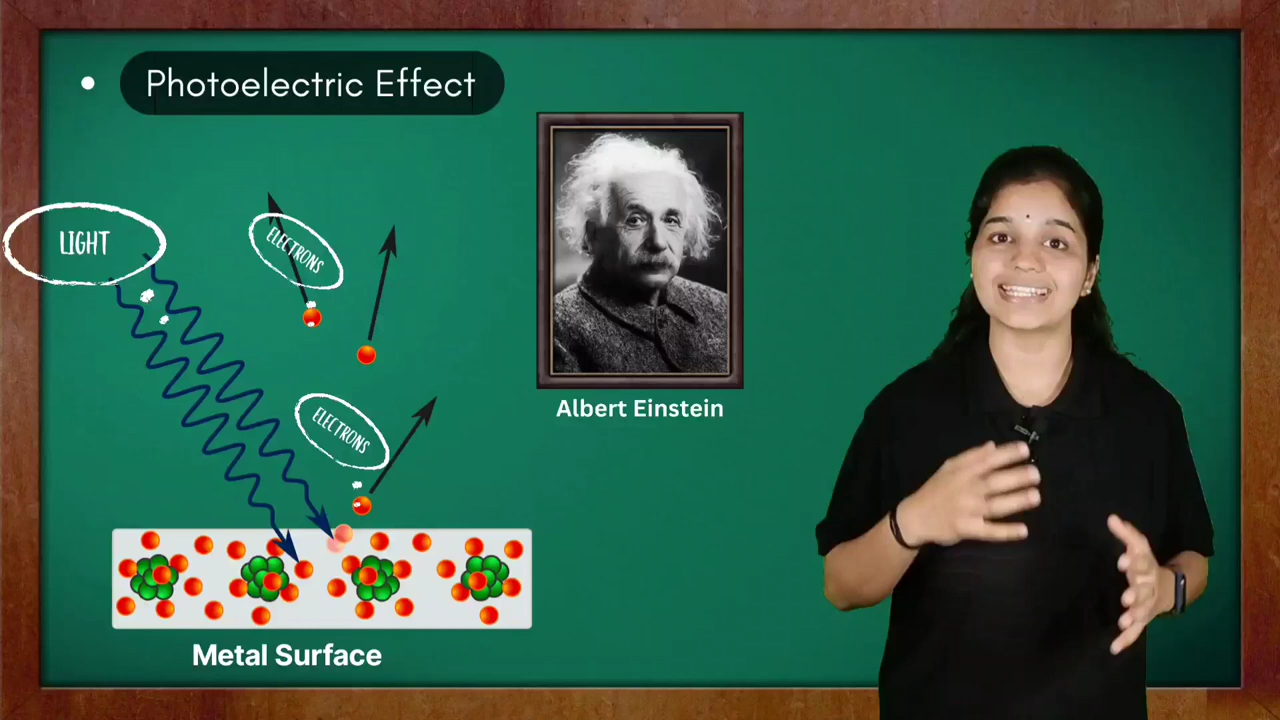 Photoelectric Effect
LIGHT
ELECTRONS
ELECTRONS
Albert Einstein
Metal Surface